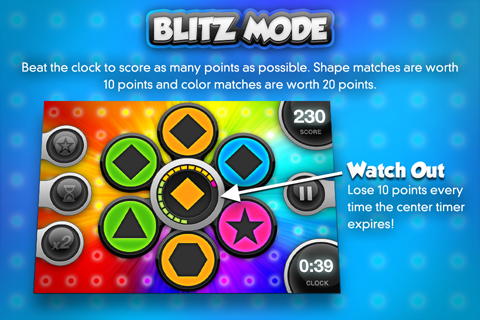 BLITZ MODE
Beat the clock to score as many points as possible. Shape matches are worth
10 points and color matches are worth 20 points.
230
SCORE
Watch Out
Lose 10 points every
time the center timer
expires!
x2
0:39
CLOCK